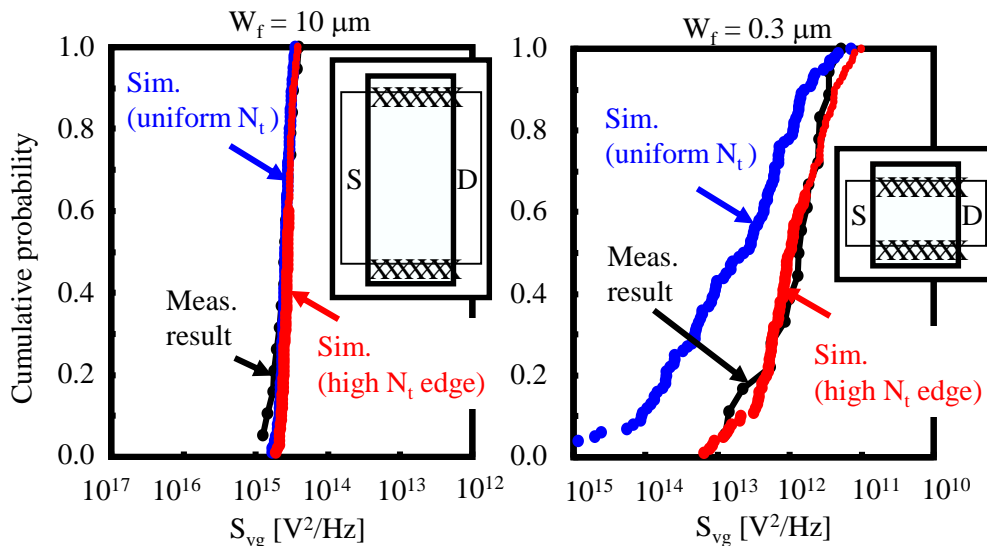 W_f = 10 μm
W_f = 0.3 μm
Cumulative probability
1.0
0.8
0.6
0.4
0.2
0.0
Sim.
(uniform N_t )
S
D
Meas.
result
Sim.
(high N_t edge)
10^17
10^16
10^15
10^14
10^13
10^12
S_vg [V^2/Hz]
1.0
0.8
0.6
0.4
0.2
0.0
Sim.
(uniform N_t)
S
D
Meas.
result
Sim.
(high N_t edge)
10^15
10^14
10^13
10^12
10^11
10^10
S_vg [V^2/Hz]